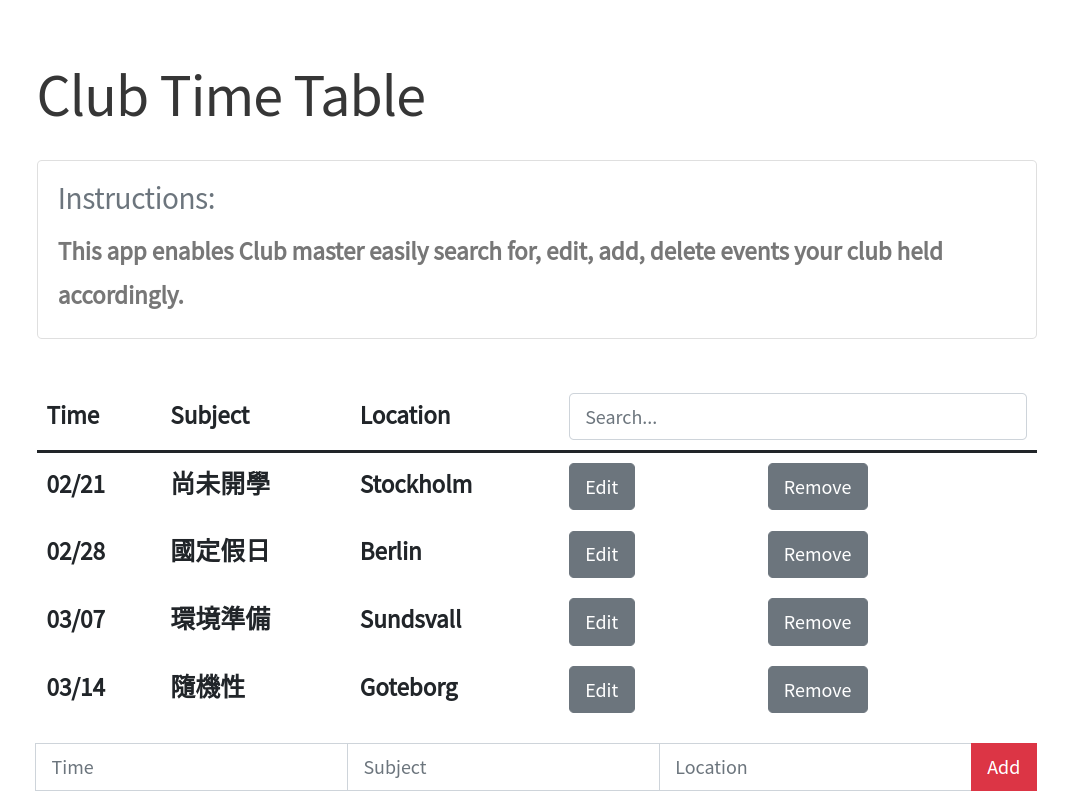 Club Time Table
Instructions:
This app enables Club master easily search for, edit, add, delete events your club held
accordingly.
Time Subject Location Search...
02/21 尚未開學 Stockholm Edit Remove
02/28 國定假日 Berlin Edit Remove
03/07 環境準備 Sundsvall Edit Remove
03/14 隨機性 Goteborg Edit Remove
Time Subject Location Add